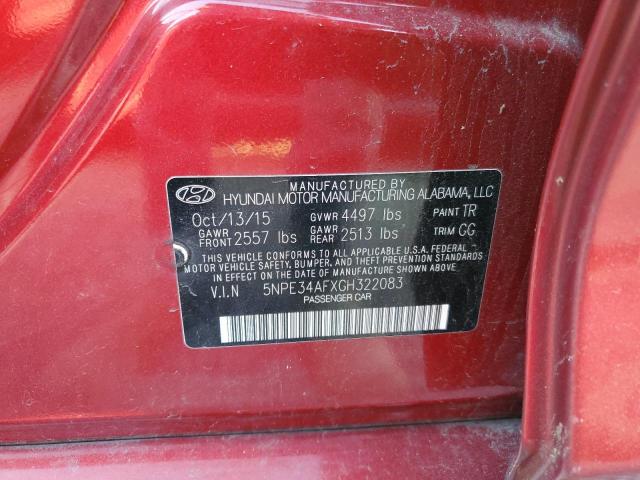 MANUFACTURED BY
HYUNDAI MOTOR MANUFACTURING ALABAMA, LLC
Oct/13/15 GVWR 4497 lbs PAINT TR
GAWR FRONT 2557 lbs GAWR REAR 2513 lbs TRIM GG
THIS VEHICLE CONFORMS TO ALL APPLICABLE U.S.A. FEDERAL
MOTOR VEHICLE SAFETY, BUMPER, AND THEFT PREVENTION STANDARDS
IN EFFECT ON THE DATE OF MANUFACTURE SHOWN ABOVE.
V.I.N 5NPE34AFXGH322083
PASSENGER CAR